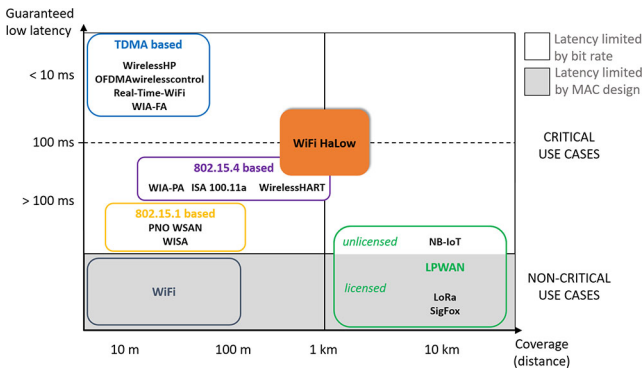 Guaranteed
low latency
TDMA based
WirelessHP
OFDMAwirelesscontrol
Real-Time-WiFi
WIA-FA
Latency limited
by bit rate
Latency limited
by MAC design
< 10 ms
WiFi HaLow
100 ms
CRITICAL
USE CASES
802.15.4 based
WIA-PA ISA 100.11a WirelessHART
> 100 ms
802.15.1 based
PNO WSAN
WISA
unlicensed NB-IoT
LPWAN
licensed
LoRa
SigFox
WiFi
NON-CRITICAL
USE CASES
10 m 100 m 1 km 10 km
Coverage
(distance)